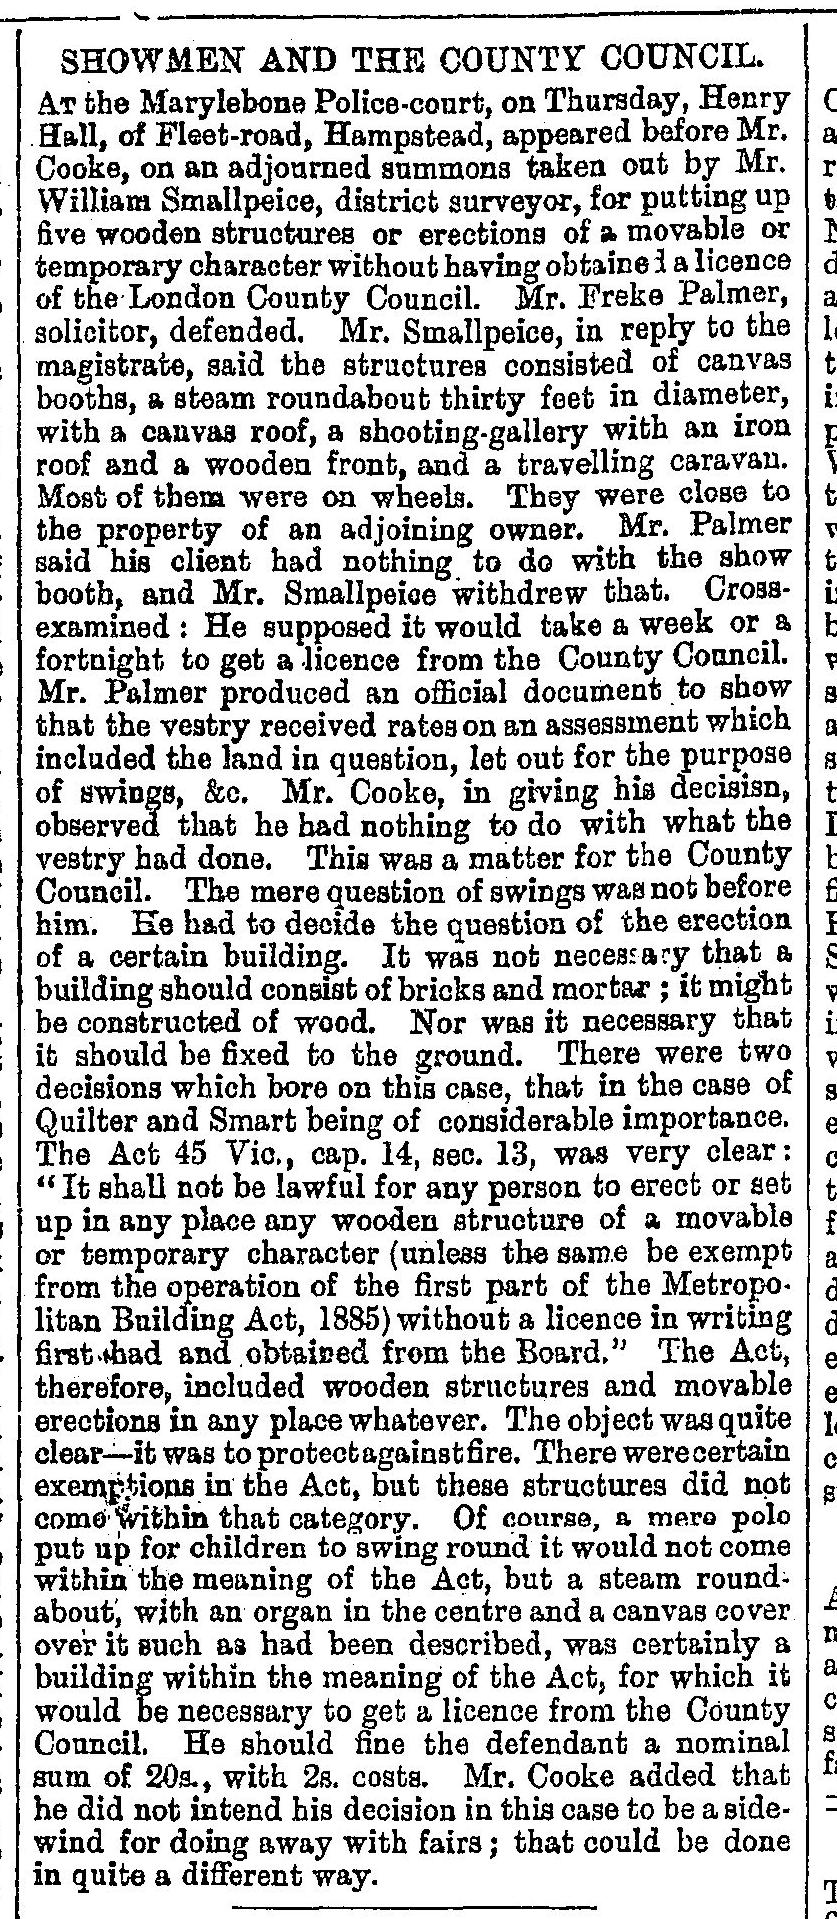 SHOWMEN AND THE COUNTY COUNCIL.
AT the Marylebone Police-court, on Thursday, Henry
Hall, of Fleet-road, Hampstead, appeared before Mr.
Cooke, on an adjourned summons taken out by Mr.
William Smallpeice, district surveyor, for putting up
five wooden structures or erections of a movable or
temporary character without having obtained a licence
of the London County Council. Mr. Freke Palmer,
solicitor, defended. Mr. Smallpeice, in reply to the
magistrate, said the structures consisted of canvas
booths, a steam roundabout thirty feet in diameter,
with a canvas roof, a shooting-gallery with an iron
roof and a wooden front, and a travelling caravan.
Most of them were on wheels. They were close to
the property of an adjoining owner. Mr. Palmer
said his client had nothing to do with the show
booth, and Mr. Smallpeice withdrew that. Cross-
examined: He supposed it would take a week or a
fortnight to get a licence from the County Council.
Mr. Palmer produced an official document to show
that the vestry received rates on an assessment which
included the land in question, let out for the purpose
of swings, &c. Mr. Cooke, in giving his decisisn,
observed that he had nothing to do with what the
vestry had done. This was a matter for the County
Council. The mere question of swings was not before
him. He had to decide the question of the erection
of a certain building. It was not necessary that a
building should consist of bricks and mortar; it might
be constructed of wood. Nor was it necessary that
it should be fixed to the ground. There were two
decisions which bore on this case, that in the case of
Quilter and Smart being of considerable importance.
The Act 45 Vic., cap. 14, sec. 13, was very clear:
"It shall not be lawful for any person to erect or set
up in any place any wooden structure of a movable
or temporary character (unless the same be exempt
from the operation of the first part of the Metropo-
litan Building Act, 1885) without a licence in writing
first had and obtained from the Board." The Act,
therefore, included wooden structures and movable
erections in any place whatever. The object was quite
clear—it was to protect against fire. There were certain
exemptions in the Act, but these structures did not
come within that category. Of course, a mere pole
put up for children to swing round it would not come
within the meaning of the Act, but a steam round-
about, with an organ in the centre and a canvas cover
over it such as had been described, was certainly a
building within the meaning of the Act, for which it
would be necessary to get a licence from the County
Council. He should fine the defendant a nominal
sum of 20s., with 2s. costs. Mr. Cooke added that
he did not intend his decision in this case to be a side-
wind for doing away with fairs; that could be done
in quite a different way.